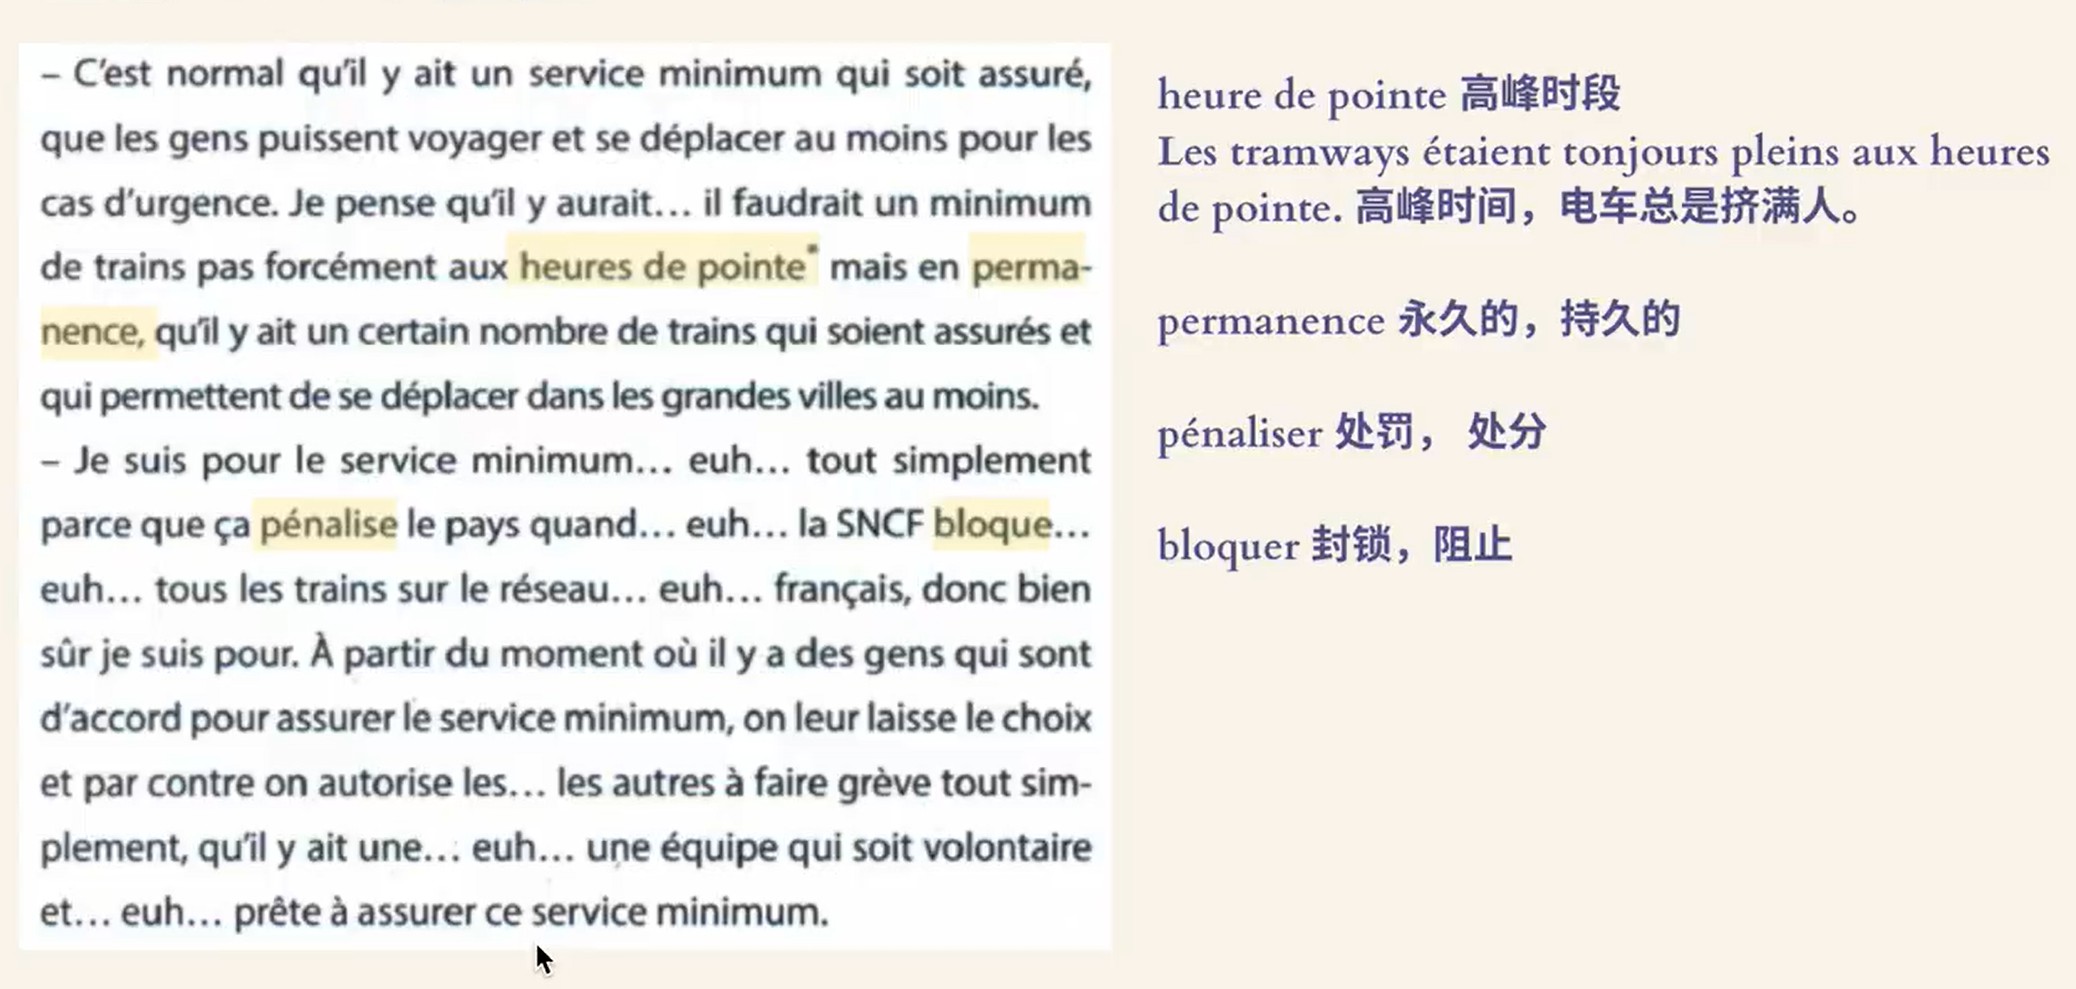 – C'est normal qu'il y ait un service minimum qui soit assuré,
que les gens puissent voyager et se déplacer au moins pour les
cas d'urgence. Je pense qu'il y aurait… il faudrait un minimum
de trains pas forcément aux heures de pointe* mais en perma-
nence, qu'il y ait un certain nombre de trains qui soient assurés et
qui permettent de se déplacer dans les grandes villes au moins.
– Je suis pour le service minimum… euh… tout simplement
parce que ça pénalise le pays quand… euh… la SNCF bloque…
euh… tous les trains sur le réseau… euh… français, donc bien
sûr je suis pour. À partir du moment où il y a des gens qui sont
d'accord pour assurer le service minimum, on leur laisse le choix
et par contre on autorise les… les autres à faire grève tout sim-
plement, qu'il y ait une… euh… une équipe qui soit volontaire
et… euh… prête à assurer ce service minimum.
heure de pointe 高峰时段
Les tramways étaient tonjours pleins aux heures
de pointe. 高峰时间，电车总是挤满人。
permanence 永久的，持久的
pénaliser 处罚， 处分
bloquer 封锁，阻止